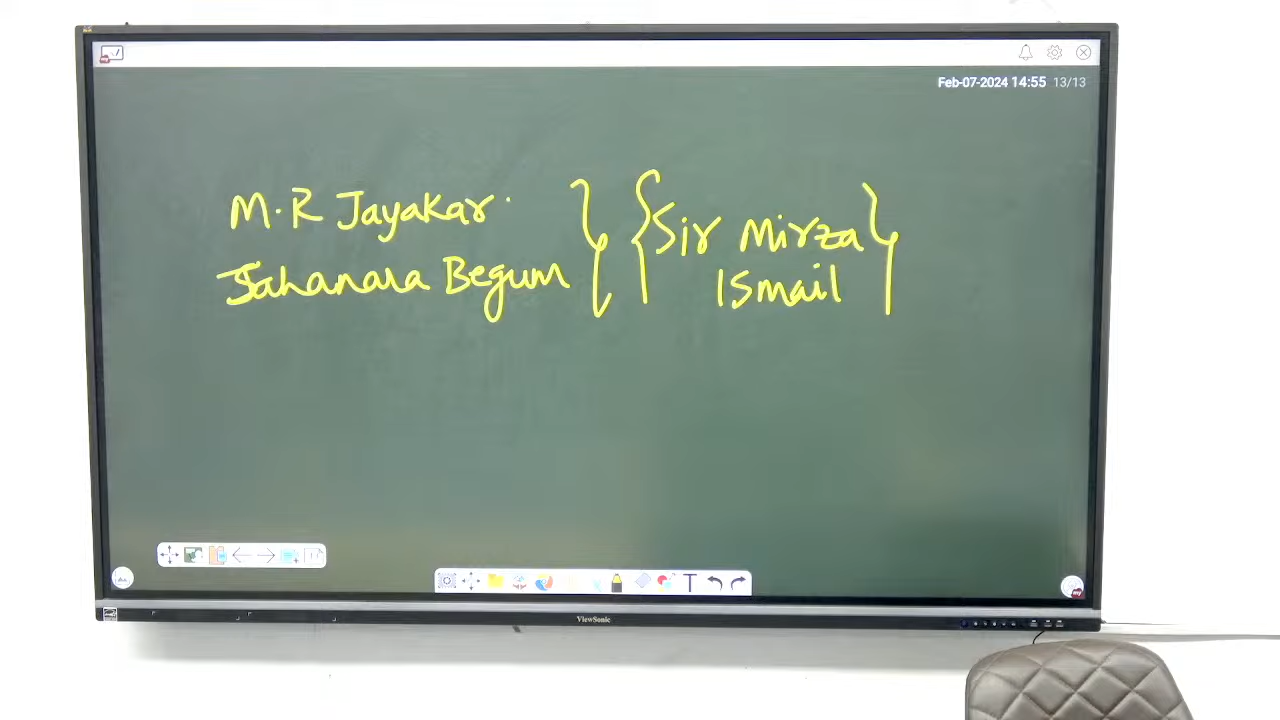 Feb-07-2024 14:55 13/13
M.R Jayakar.
Jahanara Begum
Sir Mirza
Ismail
T
ViewSonic